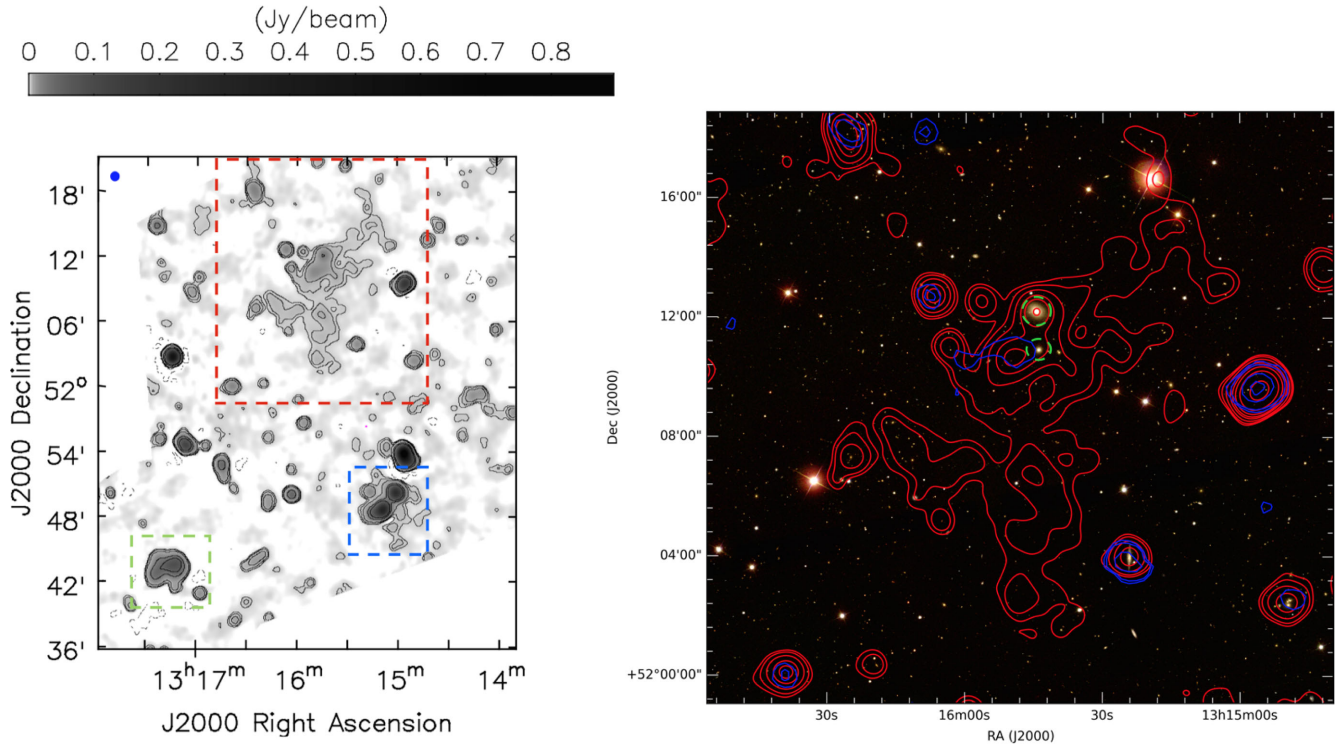 (Jy/beam)
0 0.1 0.2 0.3 0.4 0.5 0.6 0.7 0.8
18'
12'
06'
52°
54'
48'
42'
36'
J2000 Declination
13ʰ17ᵐ 16ᵐ 15ᵐ 14ᵐ
J2000 Right Ascension
16'00"
12'00"
08'00"
04'00"
+52°00'00"
Dec (J2000)
30s 16m00s 30s 13h15m00s
RA (J2000)